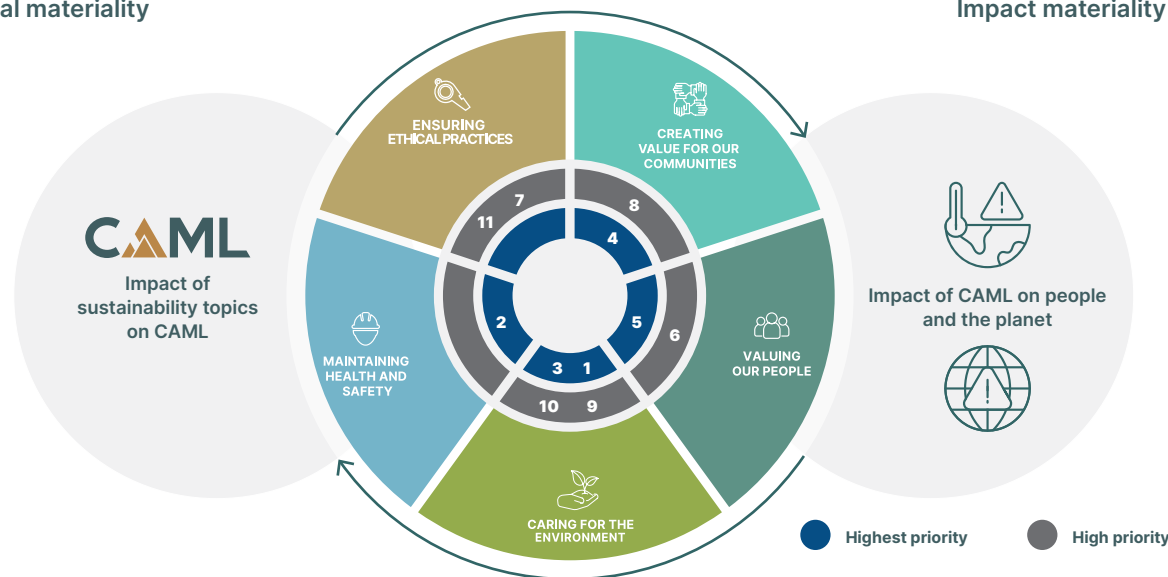 al materiality
Impact materiality
ENSURING
ETHICAL PRACTICES
CREATING
VALUE FOR OUR
COMMUNITIES
7
11
8
4
CAML
Impact of
sustainability topics
on CAML
Impact of CAML on people
and the planet
2
5
6
MAINTAINING
HEALTH AND
SAFETY
VALUING
OUR PEOPLE
3 1
10 9
CARING FOR THE
ENVIRONMENT
Highest priority
High priority